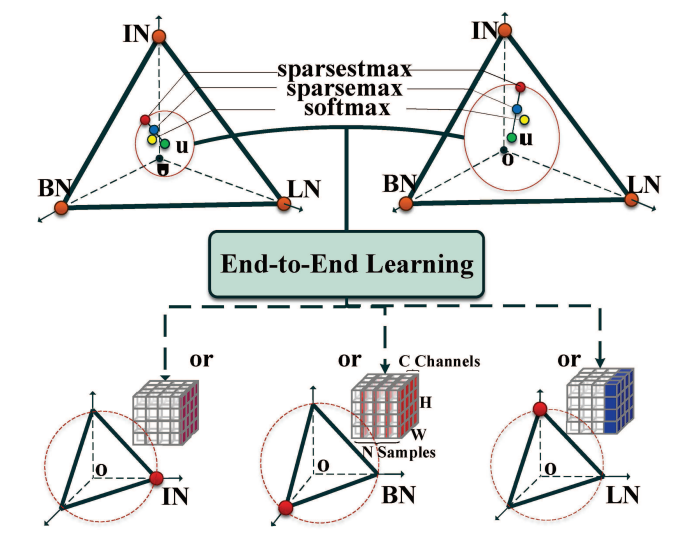 IN IN
sparsestmax
sparsemax
softmax
u u
o
BN LN BN LN
End-to-End Learning
or or or
C Channels
H
W
N Samples
o o o
IN BN LN